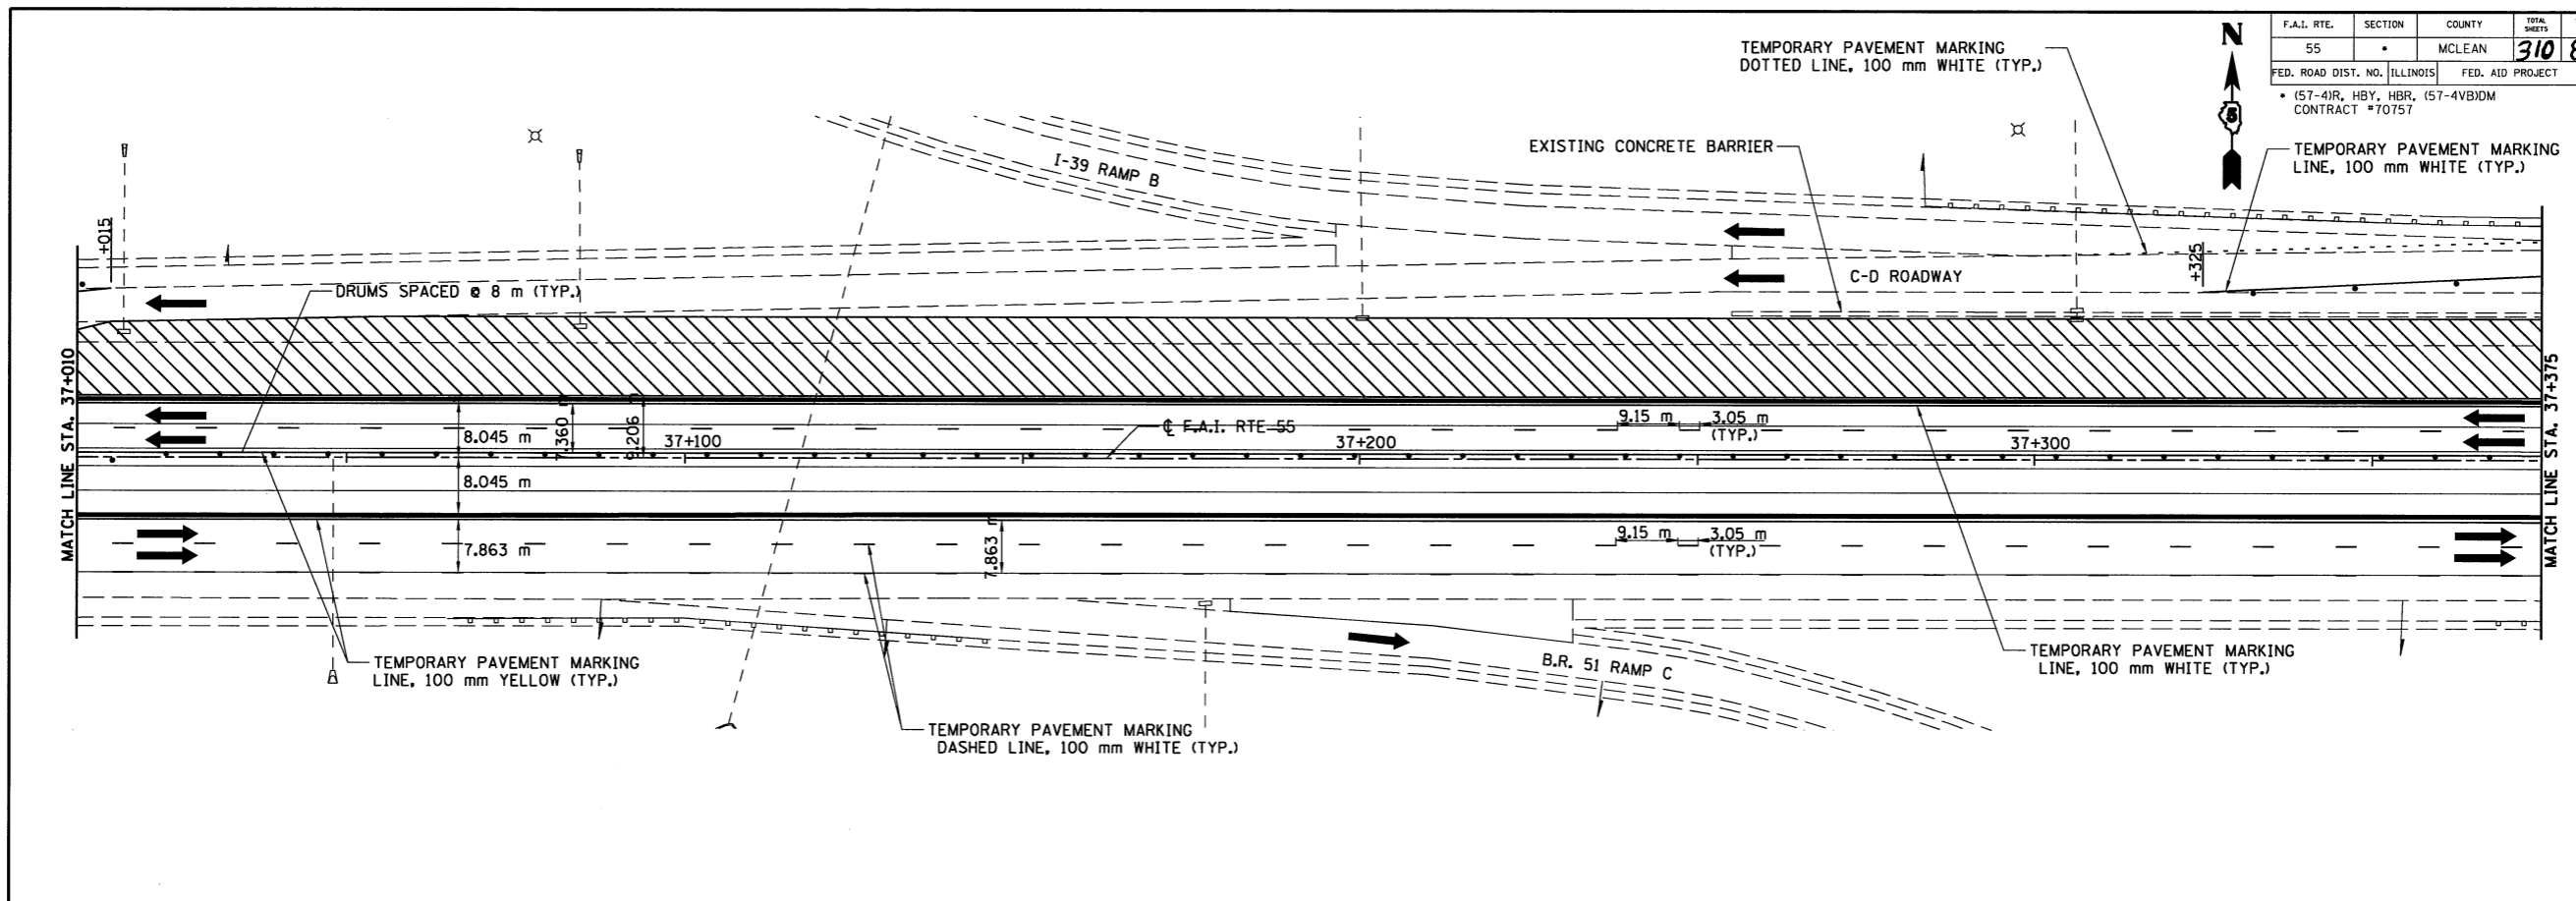 F.A.I. RTE. SECTION COUNTY TOTAL SHEETS
55 • MCLEAN 310
FED. ROAD DIST. NO. ILLINOIS FED. AID PROJECT
• (57-4)R, HBY, HBR, (57-4VB)DM
CONTRACT #70757
N
5
TEMPORARY PAVEMENT MARKING
DOTTED LINE, 100 mm WHITE (TYP.)
EXISTING CONCRETE BARRIER
TEMPORARY PAVEMENT MARKING
LINE, 100 mm WHITE (TYP.)
I-39 RAMP B
+015
+325
C-D ROADWAY
DRUMS SPACED @ 8 m (TYP.)
MATCH LINE STA. 37+010
MATCH LINE STA. 37+375
8.045 m
7.360 m
9.206 m
37+100
℄ F.A.I. RTE 55
37+200
9.15 m
3.05 m
(TYP.)
37+300
8.045 m
7.863 m
7.863 m
9.15 m
3.05 m
(TYP.)
TEMPORARY PAVEMENT MARKING
LINE, 100 mm YELLOW (TYP.)
TEMPORARY PAVEMENT MARKING
DASHED LINE, 100 mm WHITE (TYP.)
B.R. 51 RAMP C
TEMPORARY PAVEMENT MARKING
LINE, 100 mm WHITE (TYP.)